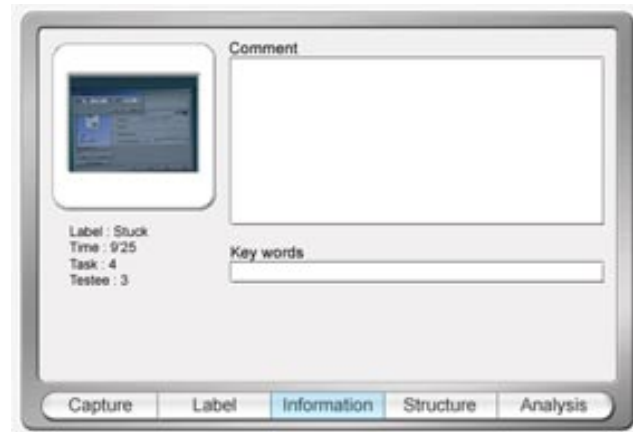 Comment
Label : Stuck
Time : 9'25
Task : 4
Testee : 3
Key words
Capture
Label
Information
Structure
Analysis